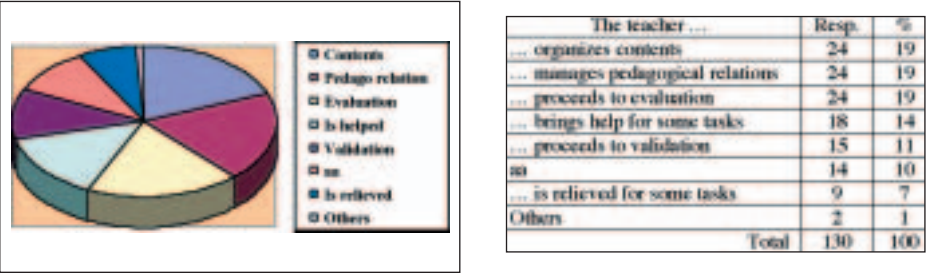 Contents
Pedago relation
Evaluation
Is helped
Validation
aa
Is relieved
Others
The teacher ... Resp. %
... organizes contents 24 19
... manages pedagogical relations 24 19
... proceeds to evaluation 24 19
... brings help for some tasks 18 14
... proceeds to validation 15 11
aa 14 10
... is relieved for some tasks 9 7
Others 2 1
Total 130 100